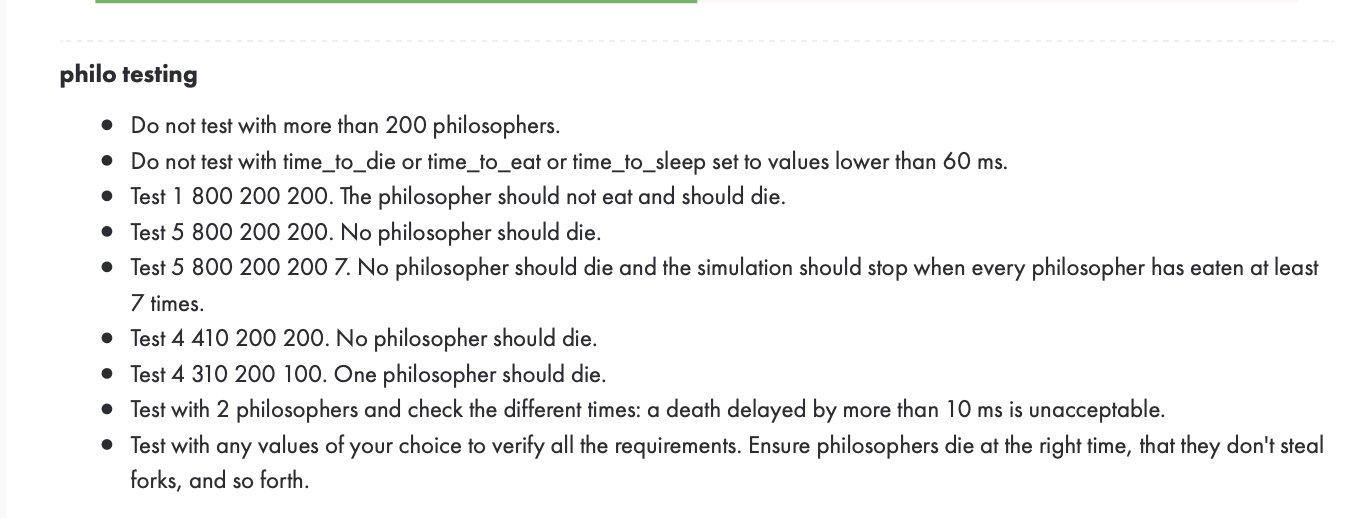 philo testing
● Do not test with more than 200 philosophers.
● Do not test with time_to_die or time_to_eat or time_to_sleep set to values lower than 60 ms.
● Test 1 800 200 200. The philosopher should not eat and should die.
● Test 5 800 200 200. No philosopher should die.
● Test 5 800 200 200 7. No philosopher should die and the simulation should stop when every philosopher has eaten at least
7 times.
● Test 4 410 200 200. No philosopher should die.
● Test 4 310 200 100. One philosopher should die.
● Test with 2 philosophers and check the different times: a death delayed by more than 10 ms is unacceptable.
● Test with any values of your choice to verify all the requirements. Ensure philosophers die at the right time, that they don't steal
forks, and so forth.